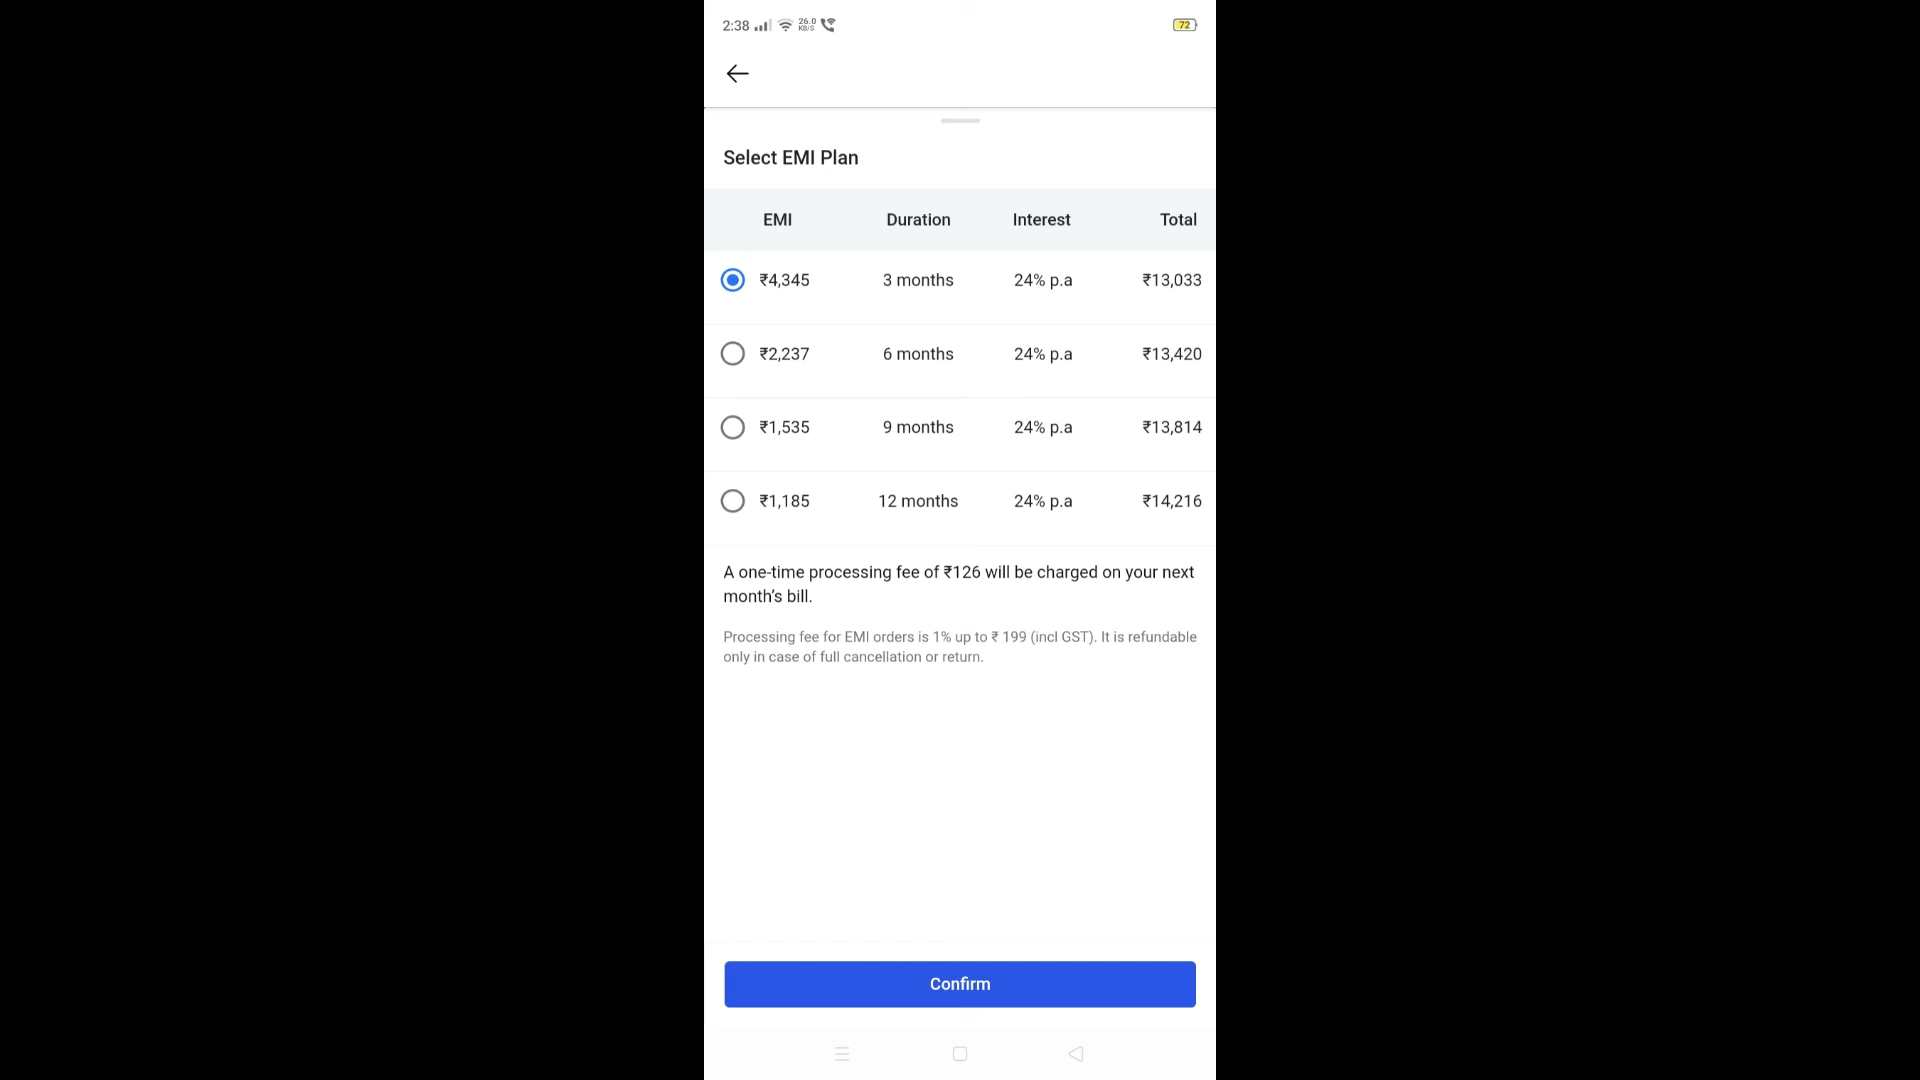 2:38 26.0 KB/S 72
Select EMI Plan
EMI Duration Interest Total
₹4,345 3 months 24% p.a ₹13,033
₹2,237 6 months 24% p.a ₹13,420
₹1,535 9 months 24% p.a ₹13,814
₹1,185 12 months 24% p.a ₹14,216
A one-time processing fee of ₹126 will be charged on your next
month’s bill.
Processing fee for EMI orders is 1% up to ₹ 199 (incl GST). It is refundable
only in case of full cancellation or return.
Confirm